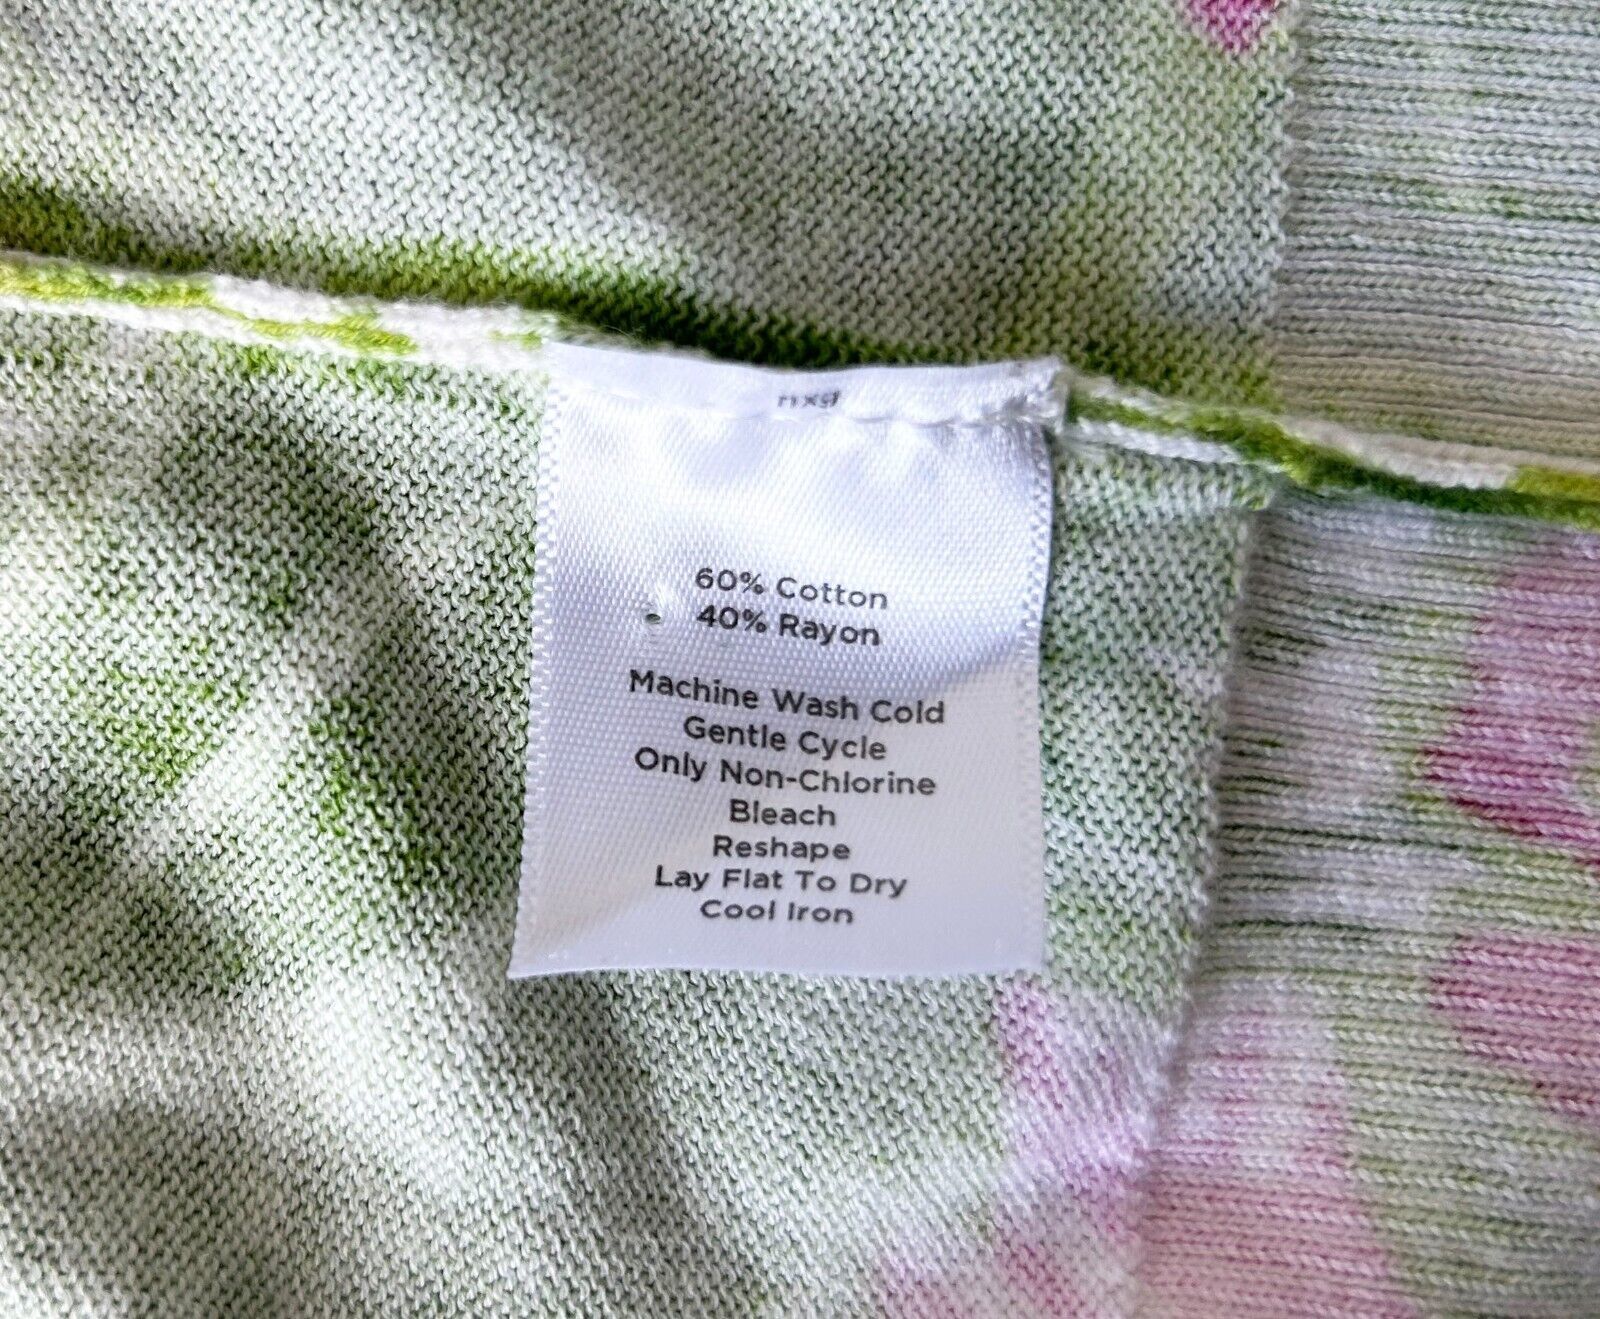 60% Cotton
40% Rayon
Machine Wash Cold
Gentle Cycle
Only Non-Chlorine
Bleach
Reshape
Lay Flat To Dry
Cool Iron